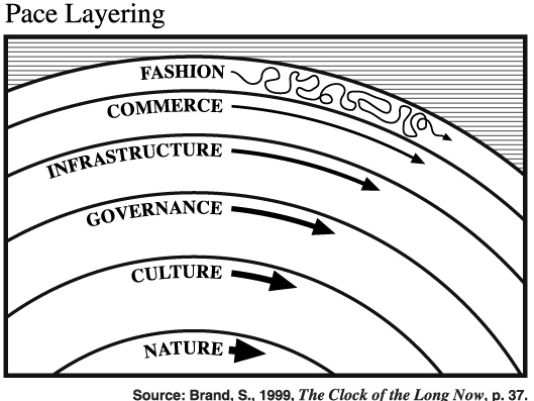 Pace Layering
FASHION
COMMERCE
INFRASTRUCTURE
GOVERNANCE
CULTURE
NATURE
Source: Brand, S., 1999, The Clock of the Long Now, p. 37.